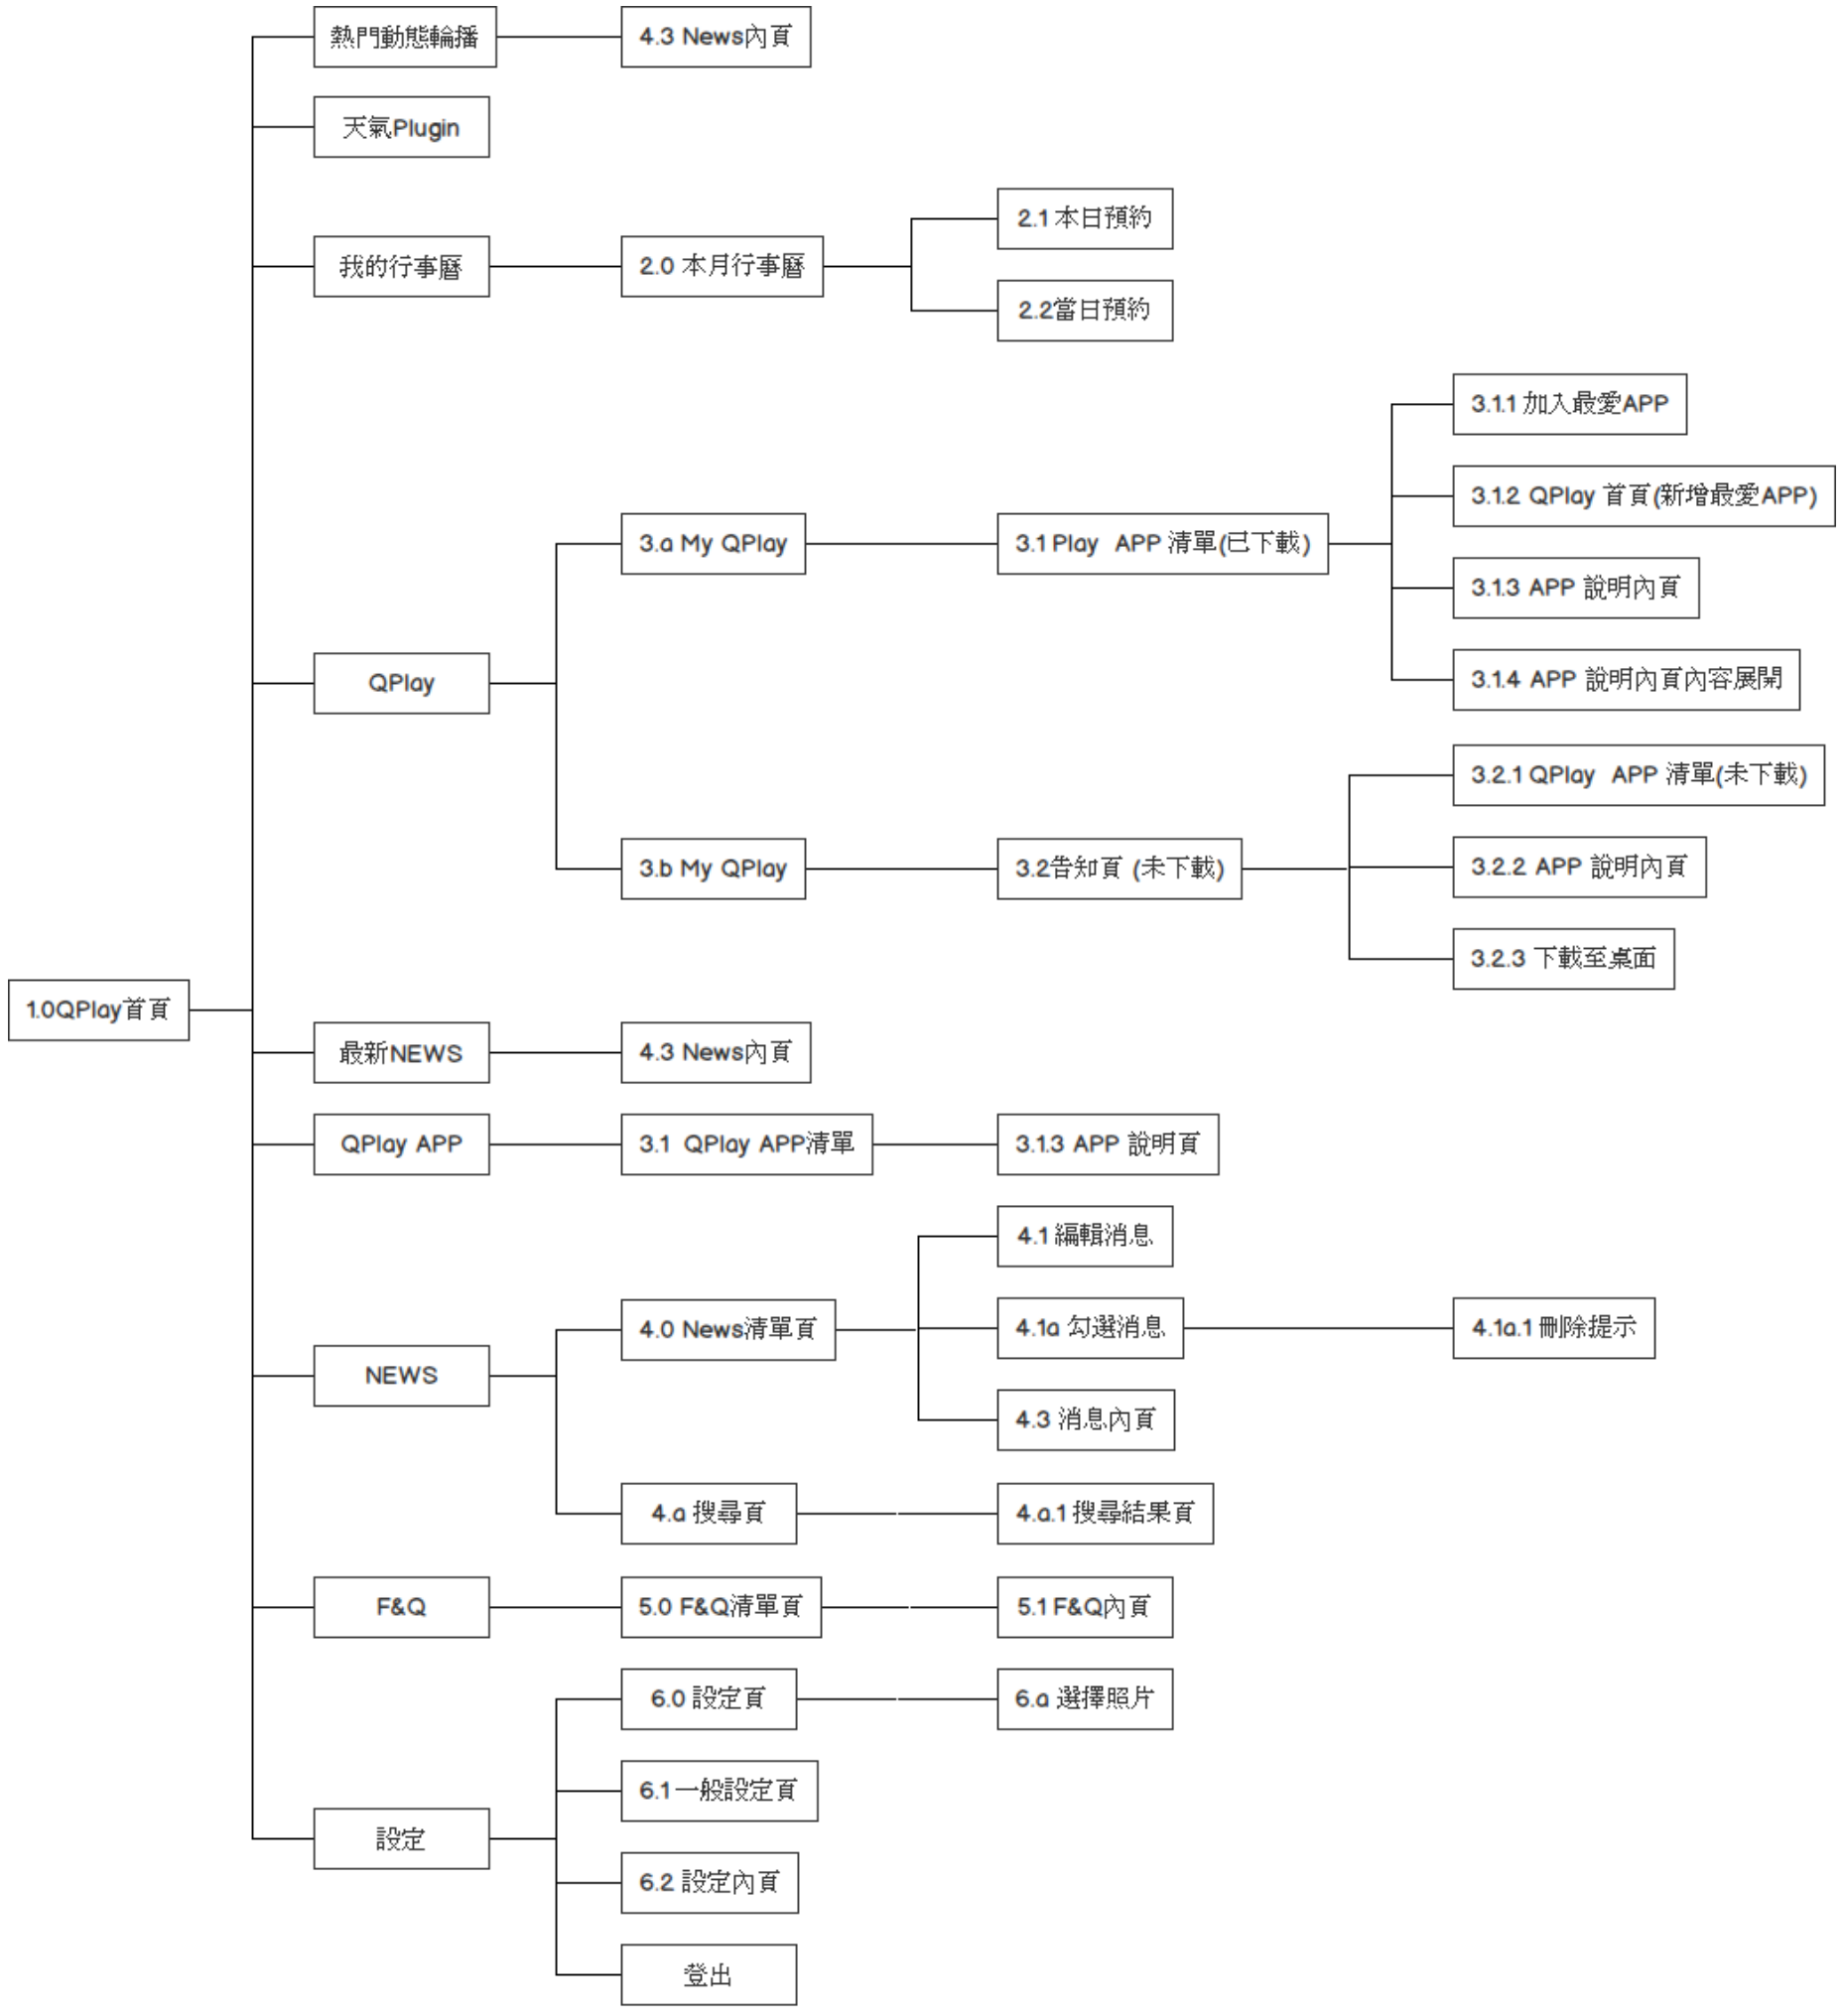 熱門動態輪播
4.3 News內頁
天氣Plugin
2.1 本日預約
我的行事曆
2.0 本月行事曆
2.2當日預約
3.1.1 加入最愛APP
3.1.2 QPlay 首頁(新增最愛APP)
3.a My QPlay
3.1 Play APP 清單(已下載)
3.1.3 APP 說明內頁
QPlay
3.1.4 APP 說明內頁內容展開
3.2.1 QPlay APP 清單(未下載)
3.b My QPlay
3.2告知頁 (未下載)
3.2.2 APP 說明內頁
3.2.3 下載至桌面
1.0QPlay首頁
最新NEWS
4.3 News內頁
QPlay APP
3.1 QPlay APP清單
3.1.3 APP 說明頁
4.1 編輯消息
4.0 News清單頁
4.1a 勾選消息
4.1a.1 刪除提示
NEWS
4.3 消息內頁
4.a 搜尋頁
4.a.1 搜尋結果頁
F&Q
5.0 F&Q清單頁
5.1 F&Q內頁
6.0 設定頁
6.a 選擇照片
6.1一般設定頁
設定
6.2 設定內頁
登出